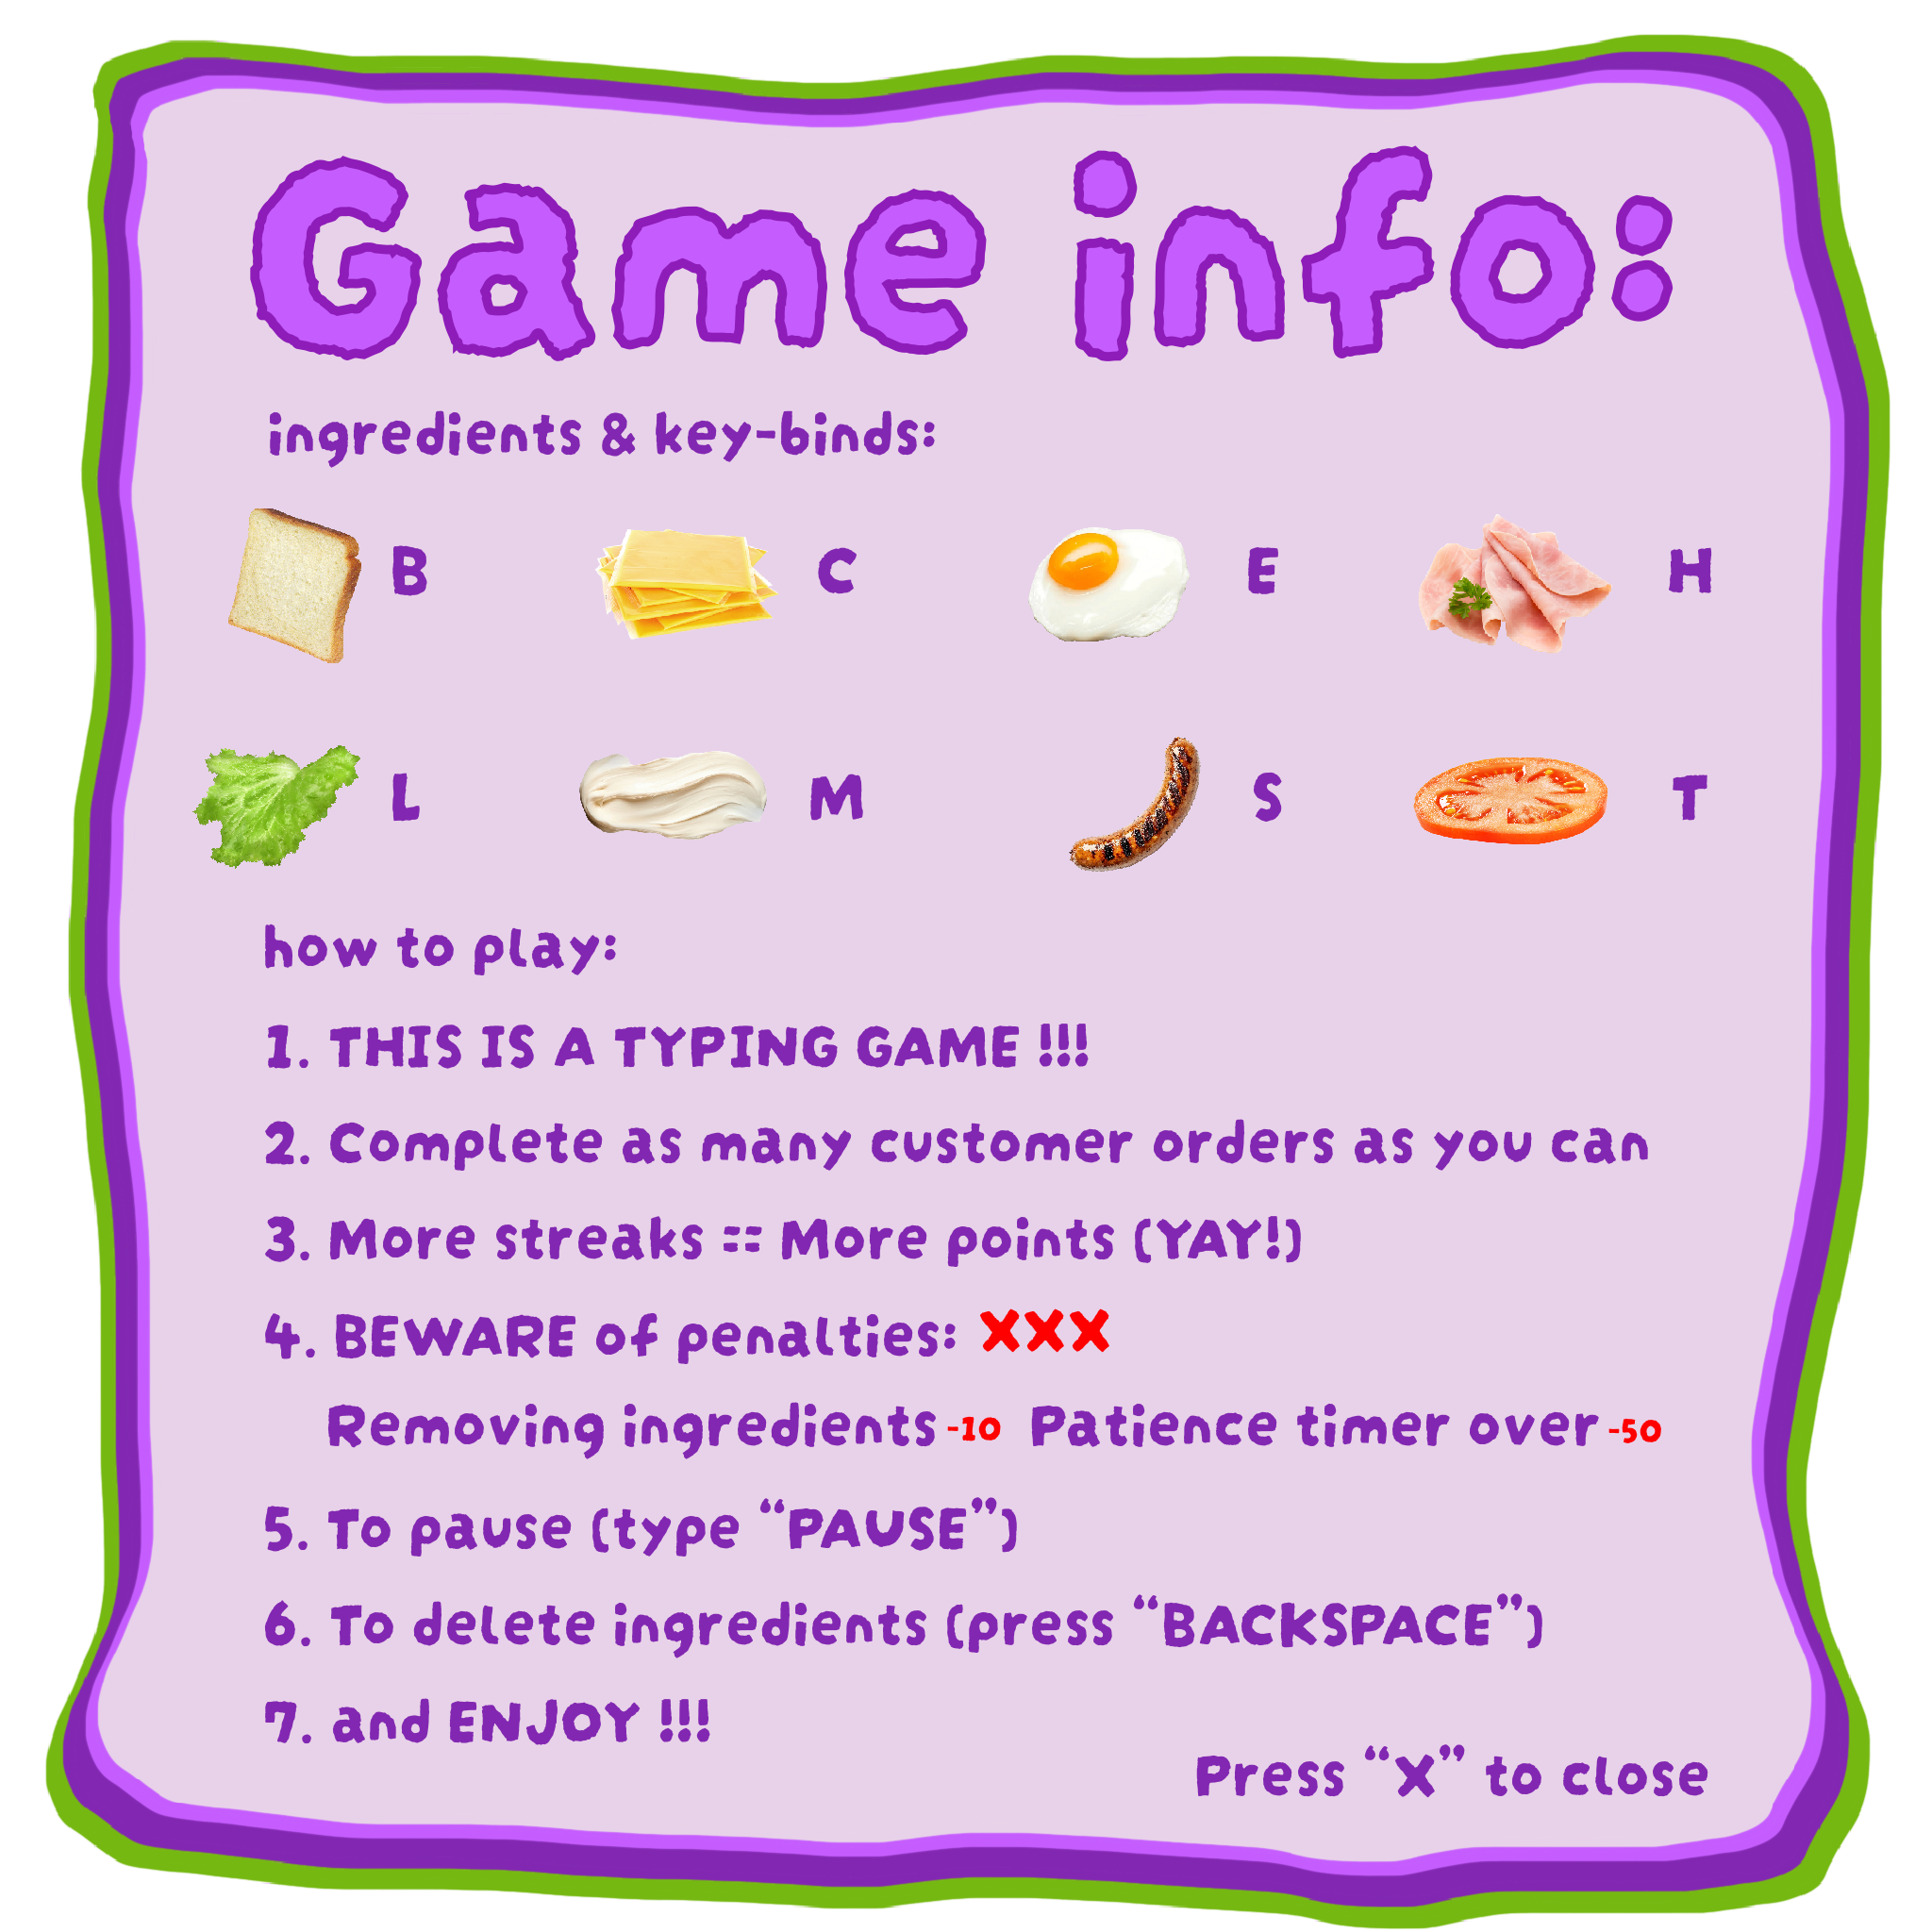 Game info:
ingredients & key-binds:
B C E H
L M S T
how to play:
1. THIS IS A TYPING GAME !!!
2. Complete as many customer orders as you can
3. More streaks == More points (YAY!)
4. BEWARE of penalties: XXX
Removing ingredients -10 Patience timer over -50
5. To pause (type “PAUSE”)
6. To delete ingredients (press “BACKSPACE”)
7. and ENJOY !!!
Press “X” to close